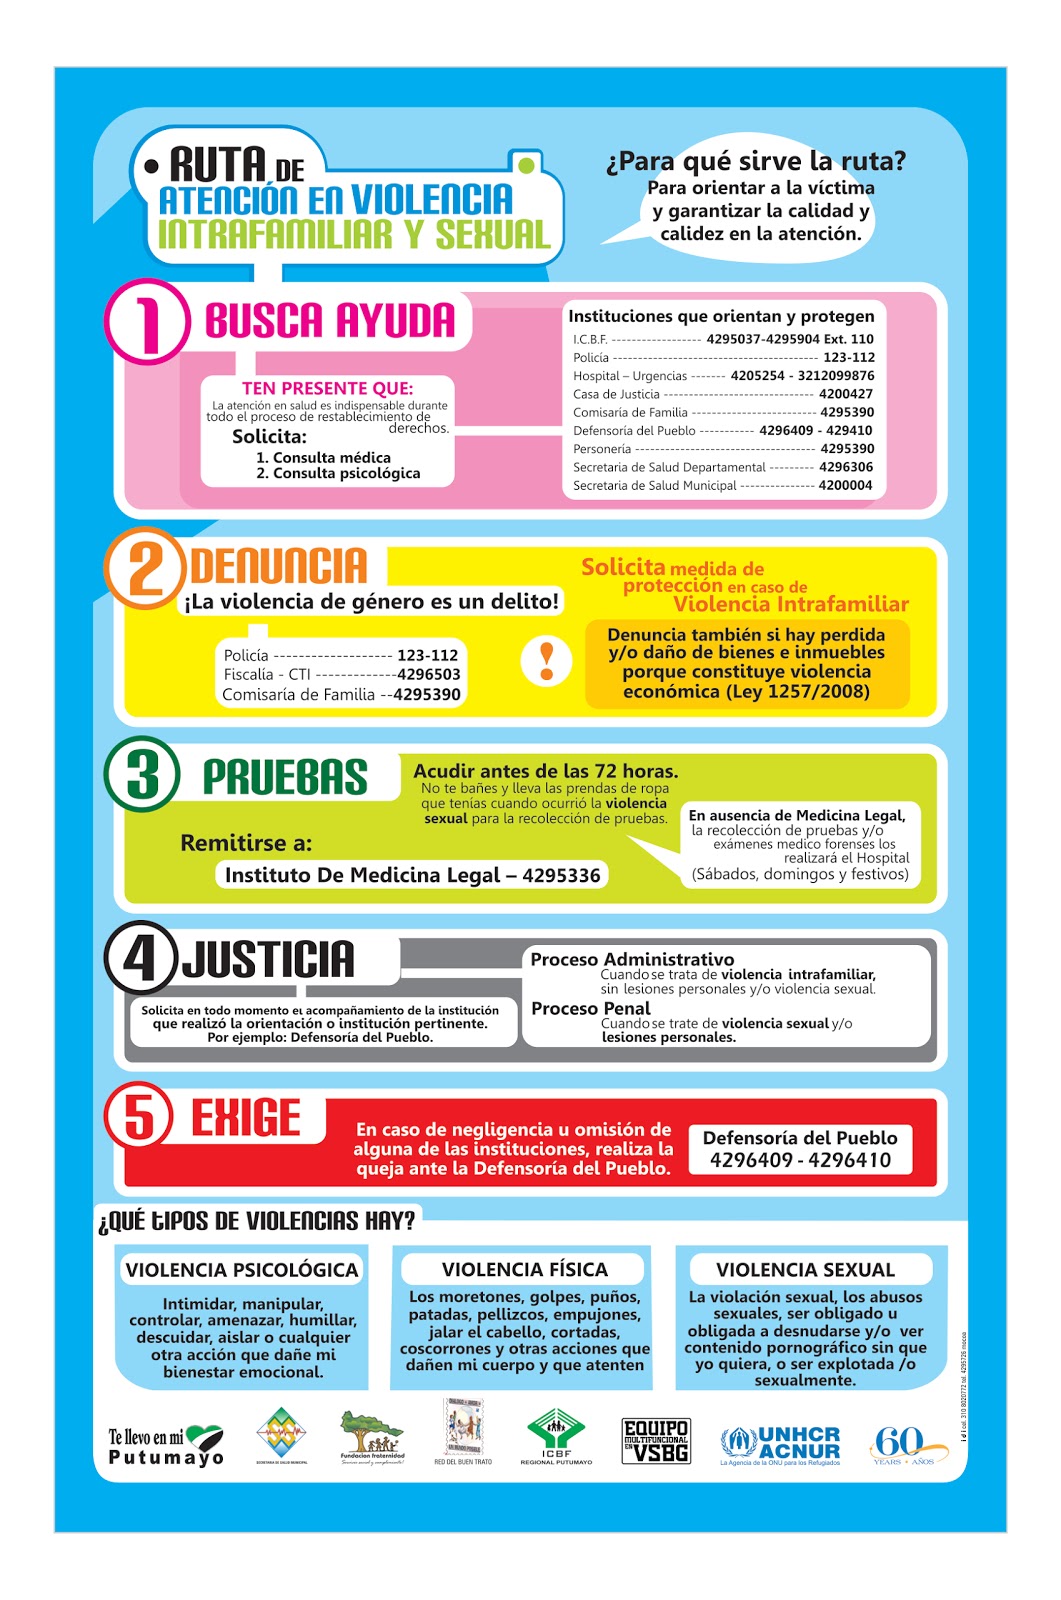 RUTA DE
ATENCIÓN EN VIOLENCIA
INTRAFAMILIAR Y SEXUAL
¿Para qué sirve la ruta?
Para orientar a la víctima
y garantizar la calidad y
calidez en la atención.
1 BUSCA AYUDA
TEN PRESENTE QUE:
La atención en salud es indispensable durante
todo el proceso de restablecimiento de
derechos.
Solicita:
1. Consulta médica
2. Consulta psicológica
Instituciones que orientan y protegen
I.C.B.F. ------------------ 4295037-4295904 Ext. 110
Policía ----------------------------------------- 123-112
Hospital – Urgencias ------- 4205254 - 3212099876
Casa de Justicia ------------------------------ 4200427
Comisaría de Familia ------------------------- 4295390
Defensoría del Pueblo ----------- 4296409 - 429410
Personería ------------------------------------ 4295390
Secretaria de Salud Departamental --------- 4296306
Secretaria de Salud Municipal --------------- 4200004
2 DENUNCIA
¡La violencia de género es un delito!
Policía ------------------- 123-112
Fiscalía - CTI -------------4296503
Comisaría de Familia --4295390
!
Solicita medida de
protección en caso de
Violencia Intrafamiliar
Denuncia también si hay perdida
y/o daño de bienes e inmuebles
porque constituye violencia
económica (Ley 1257/2008)
3 PRUEBAS
Acudir antes de las 72 horas.
No te bañes y lleva las prendas de ropa
que tenías cuando ocurrió la violencia
sexual para la recolección de pruebas.
Remitirse a:
Instituto De Medicina Legal – 4295336
En ausencia de Medicina Legal,
la recolección de pruebas y/o
exámenes medico forenses los
realizará el Hospital
(Sábados, domingos y festivos)
4 JUSTICIA
Solicita en todo momento el acompañamiento de la institución
que realizó la orientación o institución pertinente.
Por ejemplo: Defensoría del Pueblo.
Proceso Administrativo
Cuando se trata de violencia intrafamiliar,
sin lesiones personales y/o violencia sexual.
Proceso Penal
Cuando se trate de violencia sexual y/o
lesiones personales.
5 EXIGE
En caso de negligencia u omisión de
alguna de las instituciones, realiza la
queja ante la Defensoría del Pueblo.
Defensoría del Pueblo
4296409 - 4296410
¿QUÉ TIPOS DE VIOLENCIAS HAY?
VIOLENCIA PSICOLÓGICA
Intimidar, manipular,
controlar, amenazar, humillar,
descuidar, aislar o cualquier
otra acción que dañe mi
bienestar emocional.
VIOLENCIA FÍSICA
Los moretones, golpes, puños,
patadas, pellizcos, empujones,
jalar el cabello, cortadas,
coscorrones y otras acciones que
dañen mi cuerpo y que atenten
VIOLENCIA SEXUAL
La violación sexual, los abusos
sexuales, ser obligado u
obligada a desnudarse y/o ver
contenido pornográfico sin que
yo quiera, o ser explotada /o
sexualmente.
Te llevo en mi
Putumayo
SECRETARIA DE SALUD MUNICIPAL
Fundación fraternidad
RED DEL BUEN TRATO
ICBF
REGIONAL PUTUMAYO
EQUIPO
MULTIFUNCIONAL
EN VSBG
UNHCR
ACNUR
La Agencia de la ONU para los Refugiados
60
YEARS • AÑOS
cel. 310 8020772 tel. 4295726 mocoa